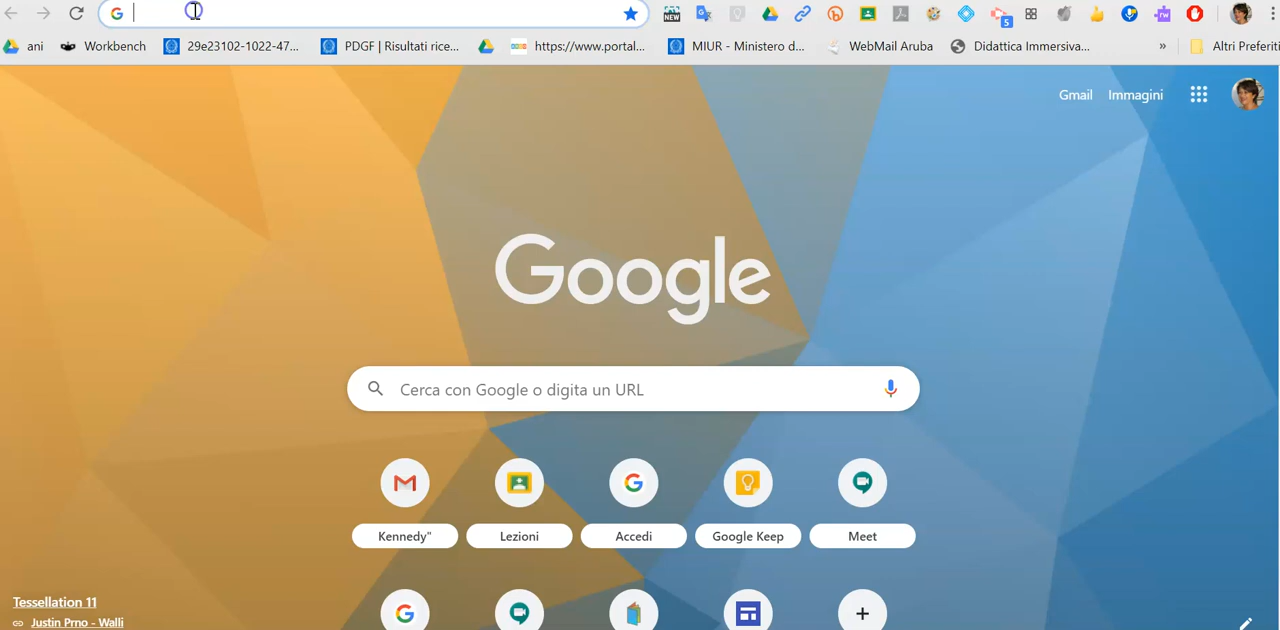 NEW
5
ani
Workbench
29e23102-1022-47...
PDGF | Risultati rice...
https://www.portal...
MIUR - Ministero d...
WebMail Aruba
Didattica Immersiva...
»
Altri Preferiti
Gmail
Immagini
Google
Cerca con Google o digita un URL
Kennedy"
Lezioni
Accedi
Google Keep
Meet
Tessellation 11
Justin Prno - Walli